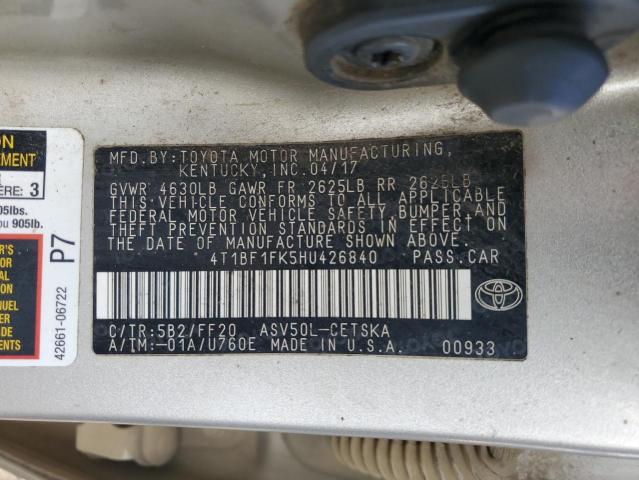 ON
EMENT
ERE: 3
05lbs.
ou 905lb.
P7
42661-06722
MFD.BY:TOYOTA MOTOR MANUFACTURING,
KENTUCKY,INC.04/17
GVWR 4630LB GAWR FR 2625LB RR 2625LB
THIS VEHICLE CONFORMS TO ALL APPLICABLE
FEDERAL MOTOR VEHICLE SAFETY,BUMPER,AND
THEFT PREVENTION STANDARDS IN EFFECT ON
THE DATE OF MANUFACTURE SHOWN ABOVE.
4T1BF1FK5HU426840 PASS.CAR
C/TR:5B2/FF20 ASV50L-CETSKA
A/TM:-01A/U760E MADE IN U.S.A. 00933